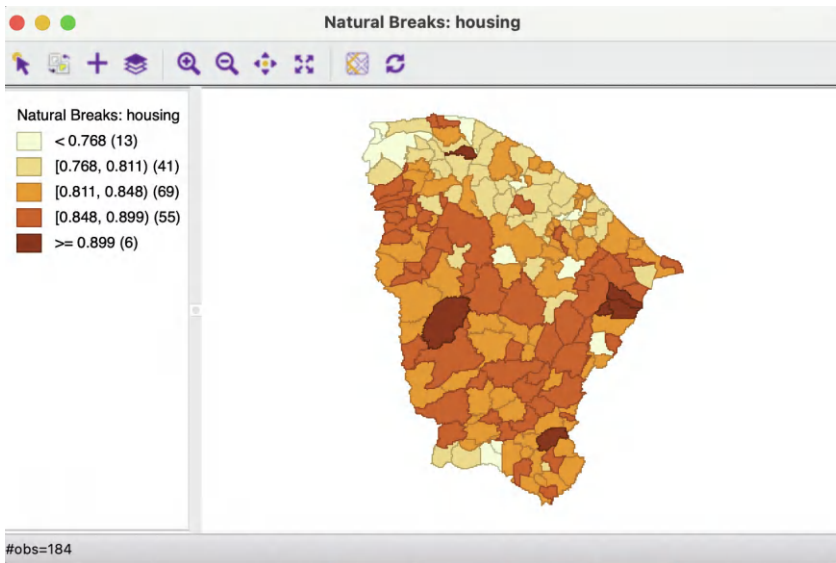 Natural Breaks: housing
Natural Breaks: housing
< 0.768 (13)
[0.768, 0.811) (41)
[0.811, 0.848) (69)
[0.848, 0.899) (55)
>= 0.899 (6)
#obs=184